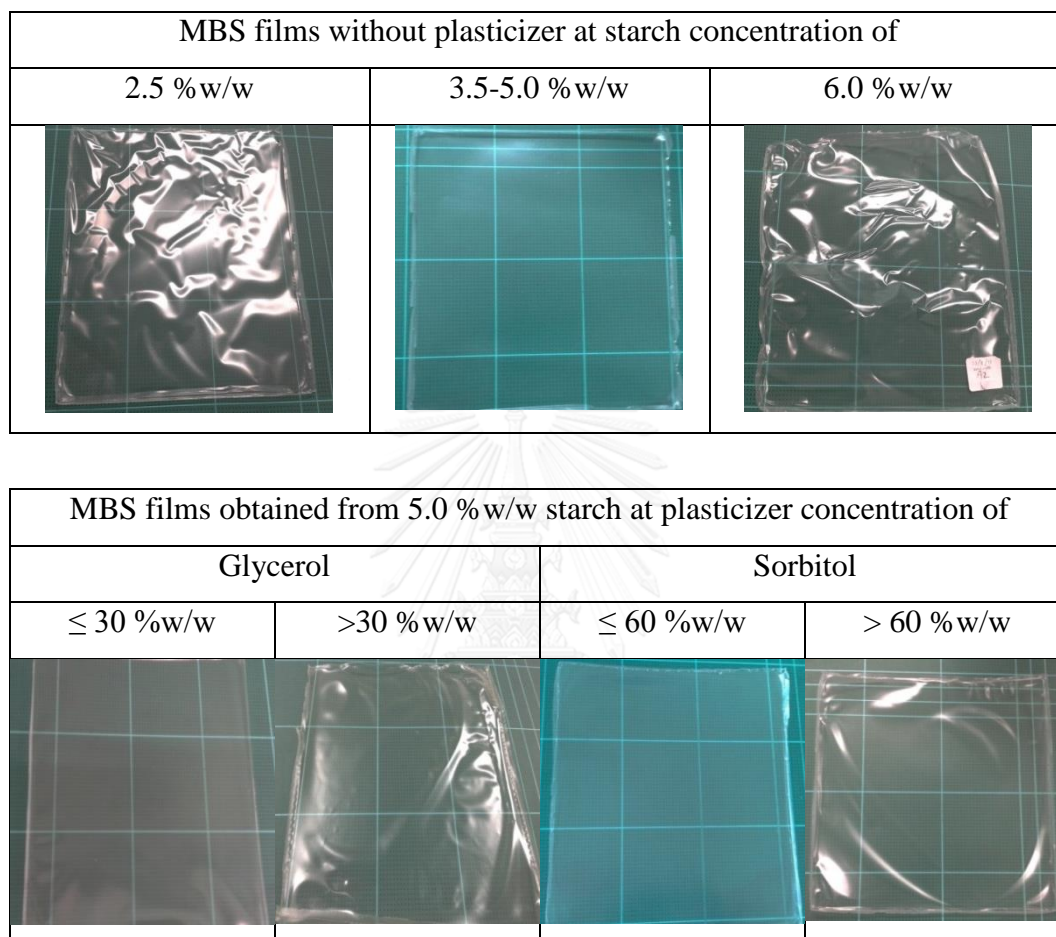 MBS films without plasticizer at starch concentration of
2.5 %w/w 3.5-5.0 %w/w 6.0 %w/w
MBS films obtained from 5.0 %w/w starch at plasticizer concentration of
Glycerol Sorbitol
≤ 30 %w/w >30 %w/w ≤ 60 %w/w > 60 %w/w